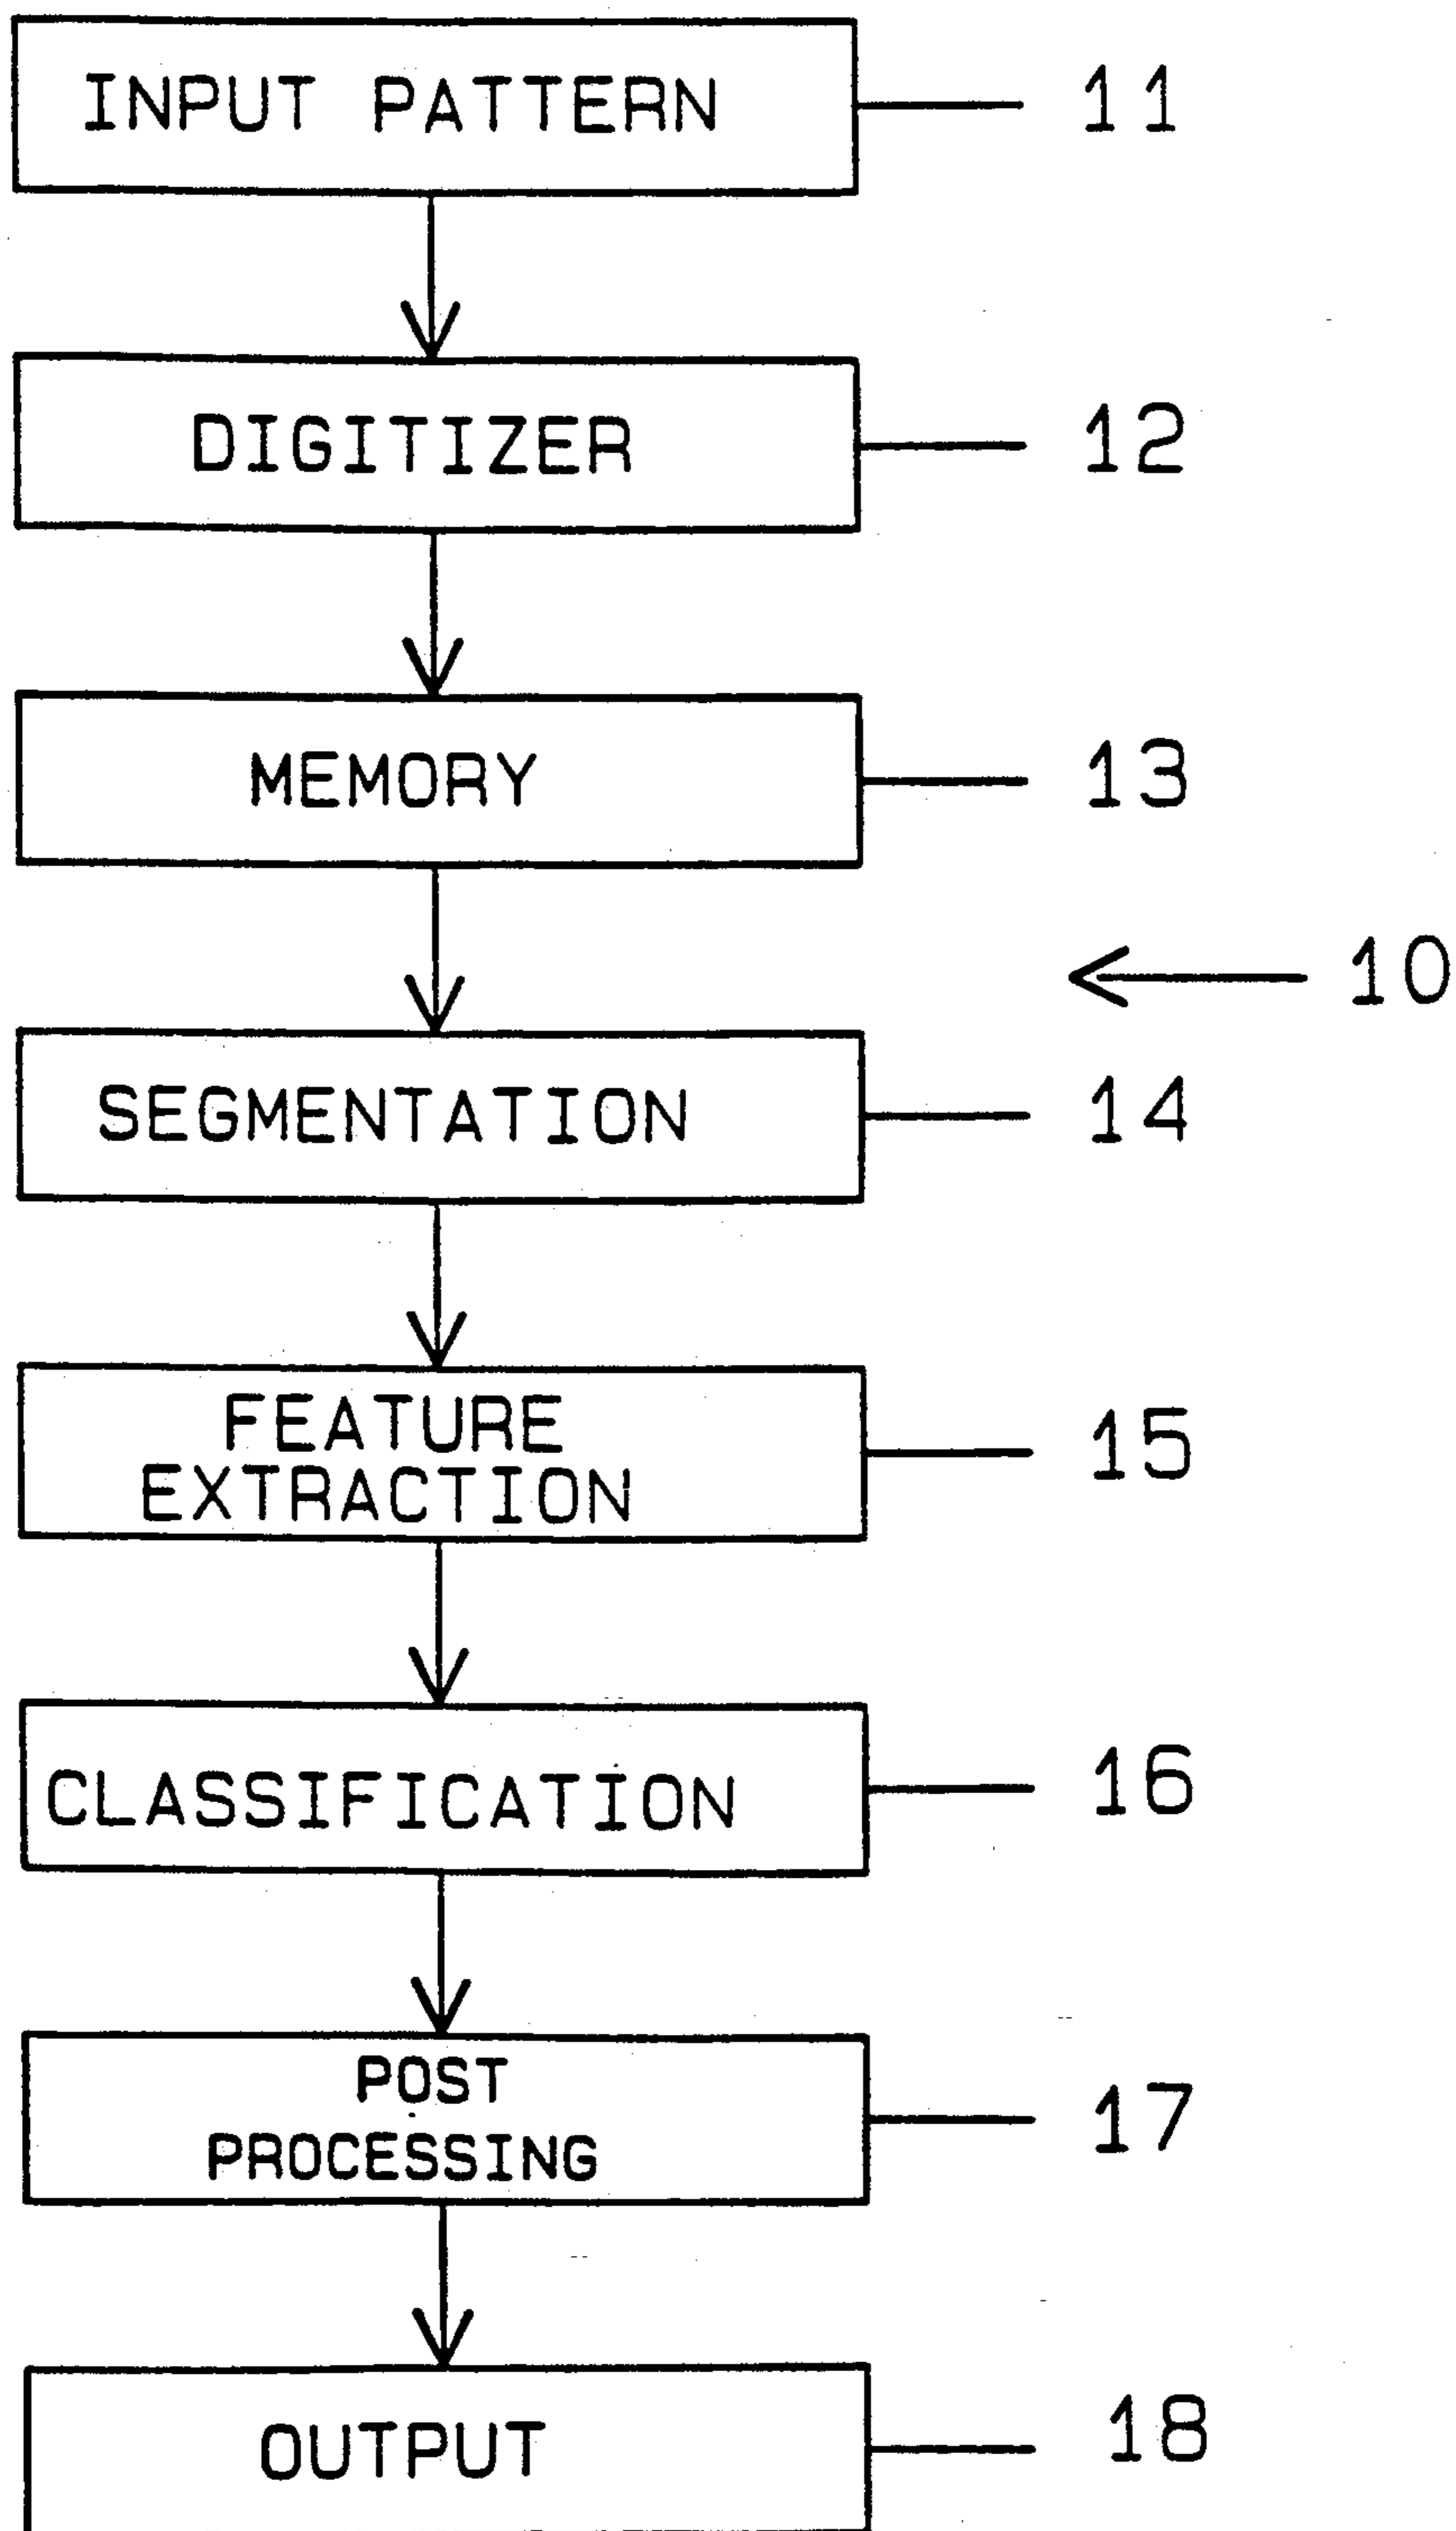 INPUT PATTERN 11
DIGITIZER 12
MEMORY 13
10
SEGMENTATION 14
FEATURE
EXTRACTION 15
CLASSIFICATION 16
POST
PROCESSING 17
OUTPUT 18